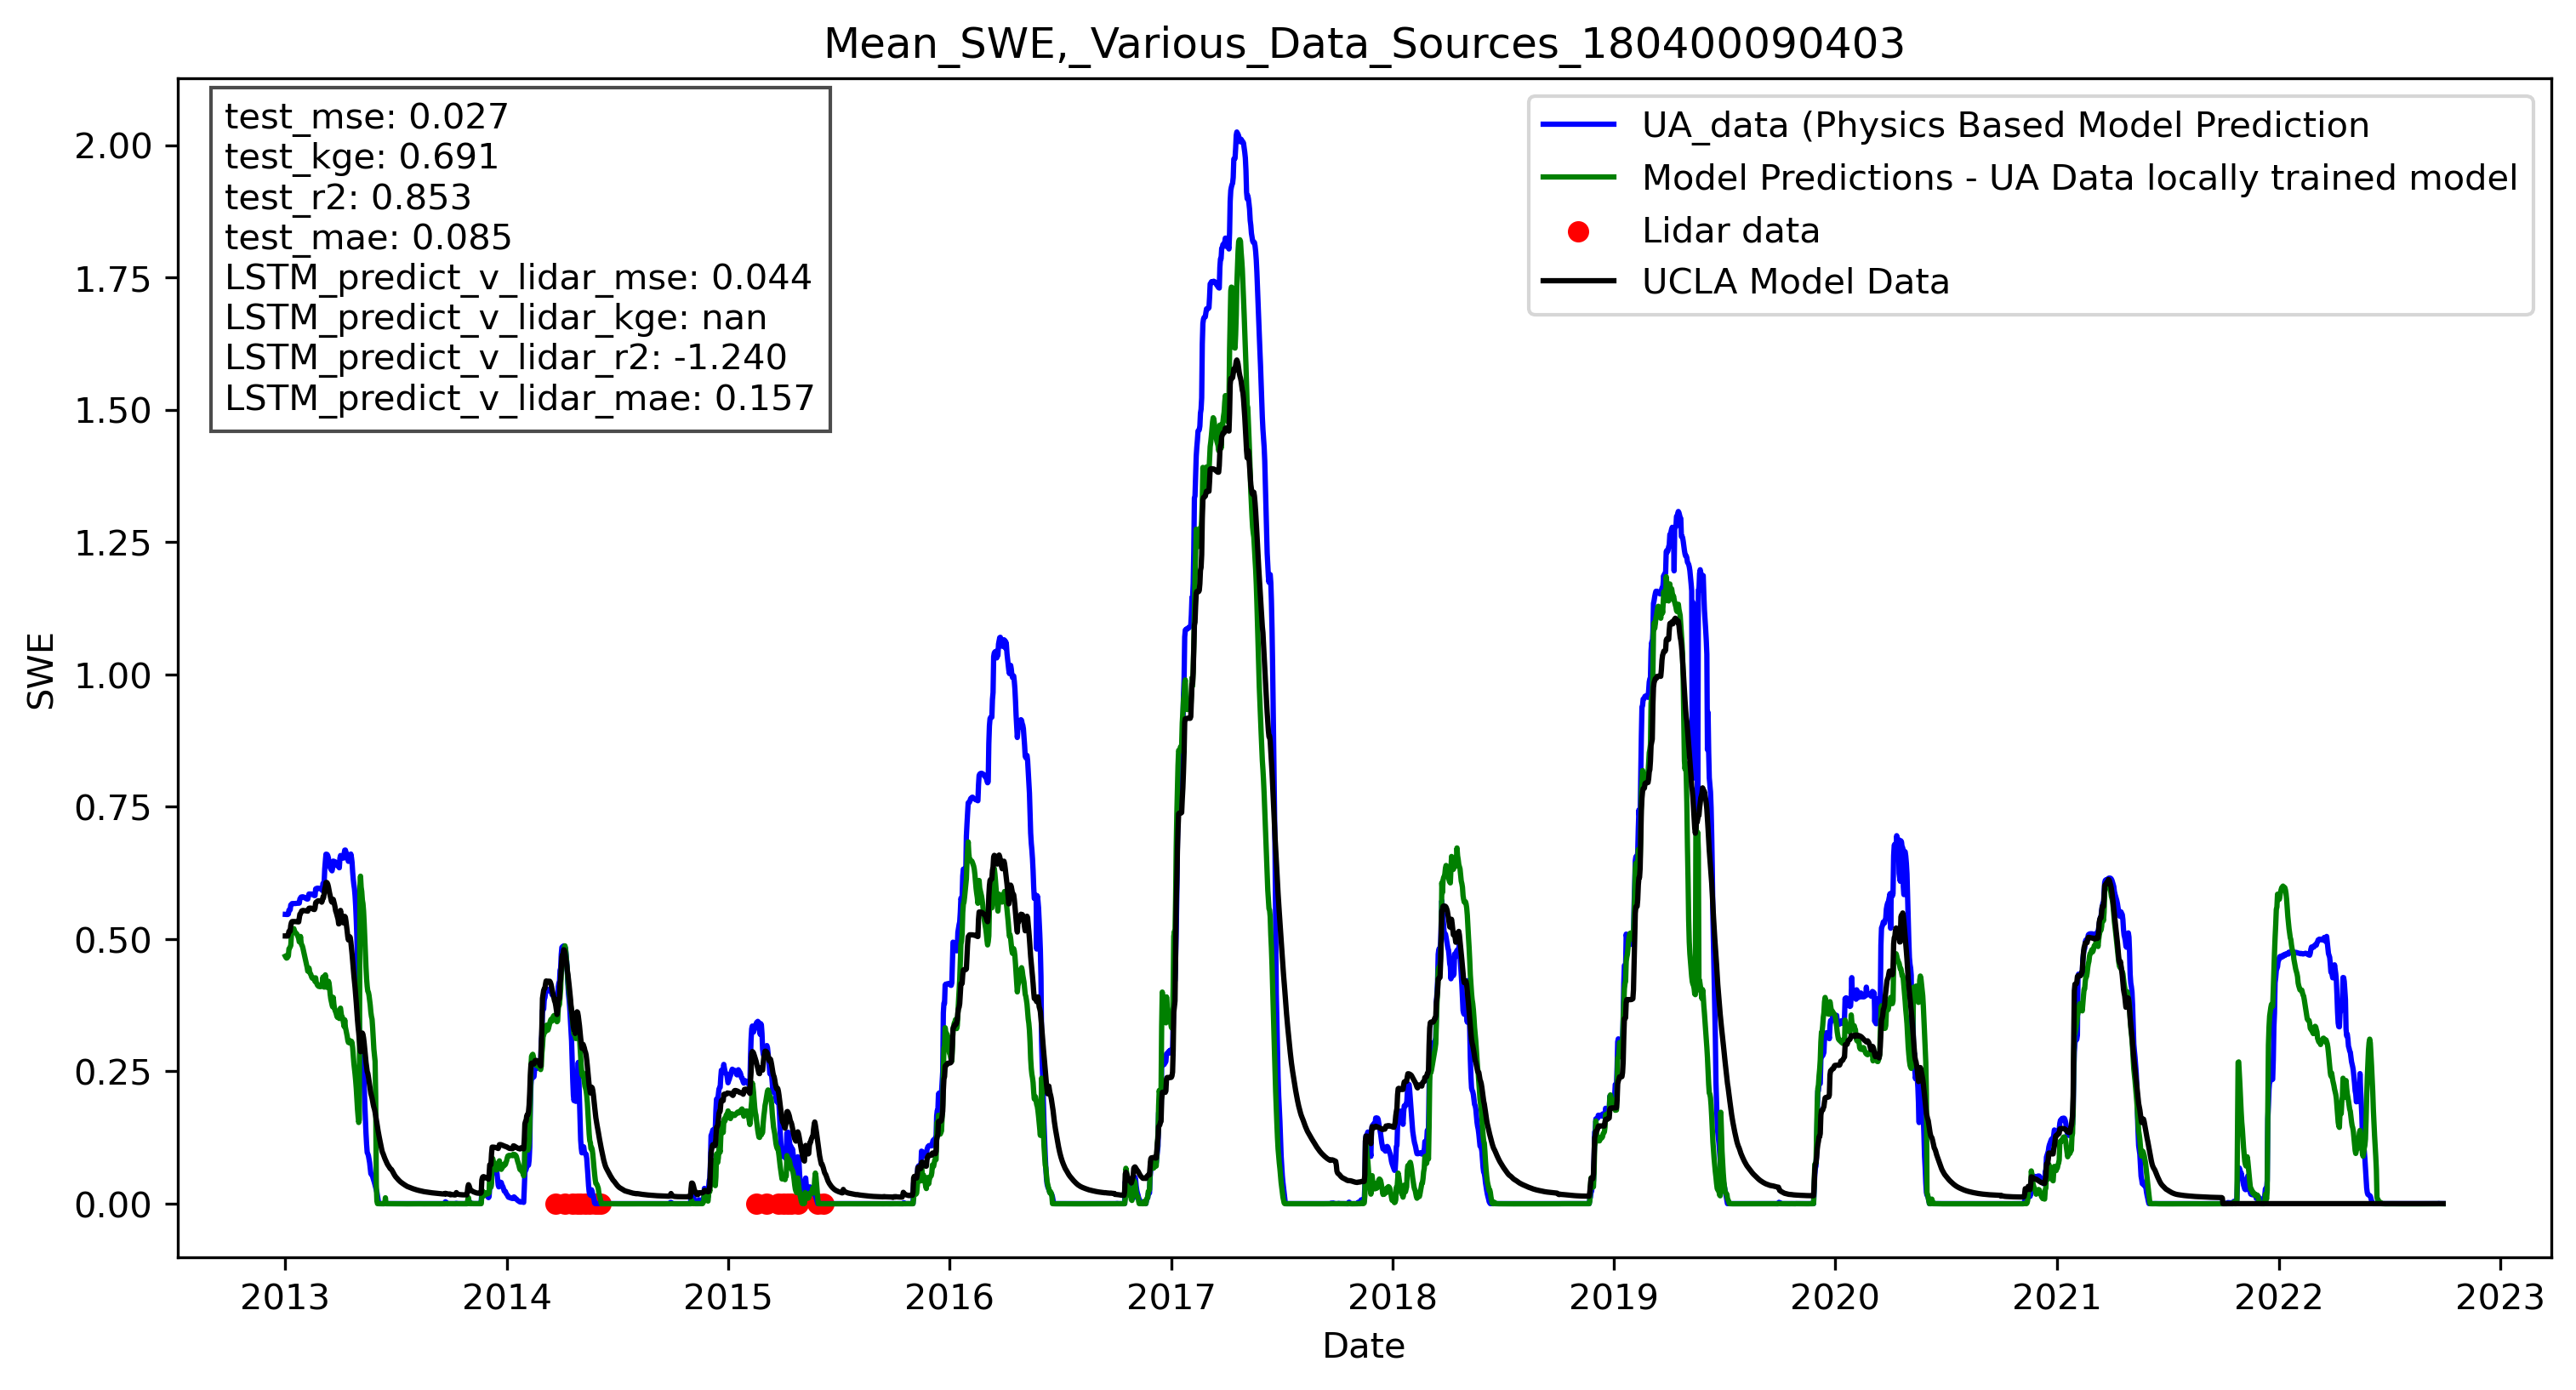 Mean_SWE,_Various_Data_Sources_180400090403
test_mse: 0.027
test_kge: 0.691
test_r2: 0.853
test_mae: 0.085
LSTM_predict_v_lidar_mse: 0.044
LSTM_predict_v_lidar_kge: nan
LSTM_predict_v_lidar_r2: -1.240
LSTM_predict_v_lidar_mae: 0.157
UA_data (Physics Based Model Prediction
Model Predictions - UA Data locally trained model
Lidar data
UCLA Model Data
SWE
2.00
1.75
1.50
1.25
1.00
0.75
0.50
0.25
0.00
2013 2014 2015 2016 2017 2018 2019 2020 2021 2022 2023
Date